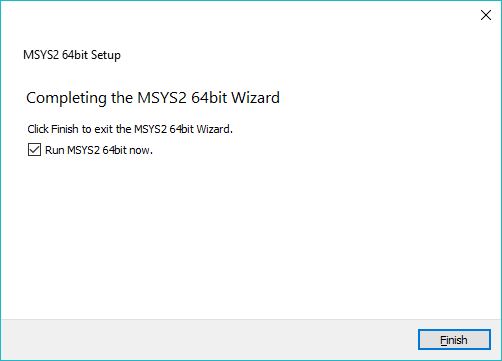 MSYS2 64bit Setup
Completing the MSYS2 64bit Wizard
Click Finish to exit the MSYS2 64bit Wizard.
Run MSYS2 64bit now.
Finish